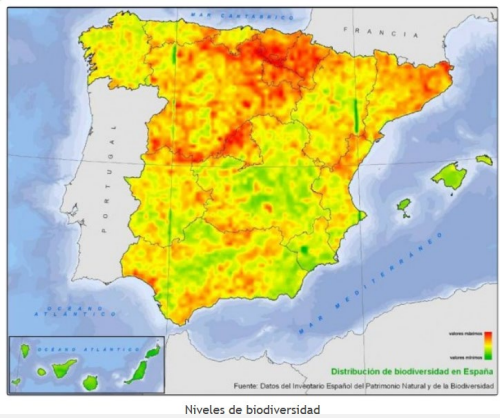 MAR CANTÁBRICO
FRANCIA
PORTUGAL
OCÉANO
ATLÁNTICO
MAR MEDITERRÁNEO
OCÉANO ATLÁNTICO
valores máximos
valores mínimos
Distribución de biodiversidad en España
Fuente: Datos del Inventario Español del Patrimonio Natural y de la Biodiversidad
Niveles de biodiversidad